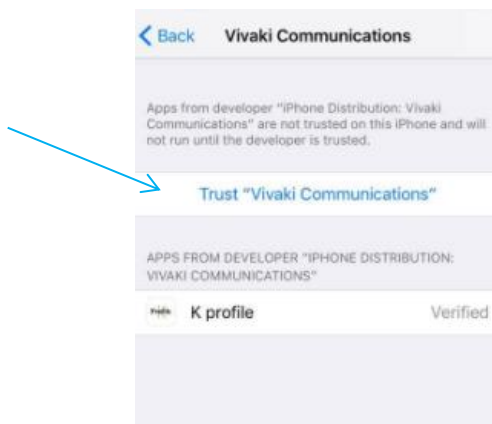 Back Vivaki Communications
Apps from developer "iPhone Distribution: Vivaki
Communications" are not trusted on this iPhone and will
not run until the developer is trusted.
Trust "Vivaki Communications"
APPS FROM DEVELOPER "IPHONE DISTRIBUTION:
VIVAKI COMMUNICATIONS"
K profile Verified